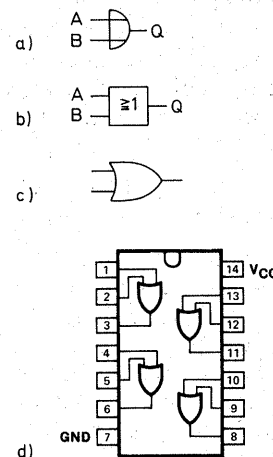 a) A B Q
b) A B ≧1 Q
c)
1 14 VCC
2 13
3 12
4 11
5 10
6 9
d) GND 7 8